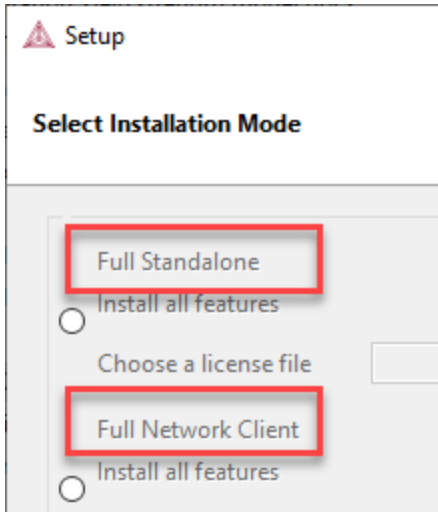 Setup
Select Installation Mode
Full Standalone
Install all features
Choose a license file
Full Network Client
Install all features